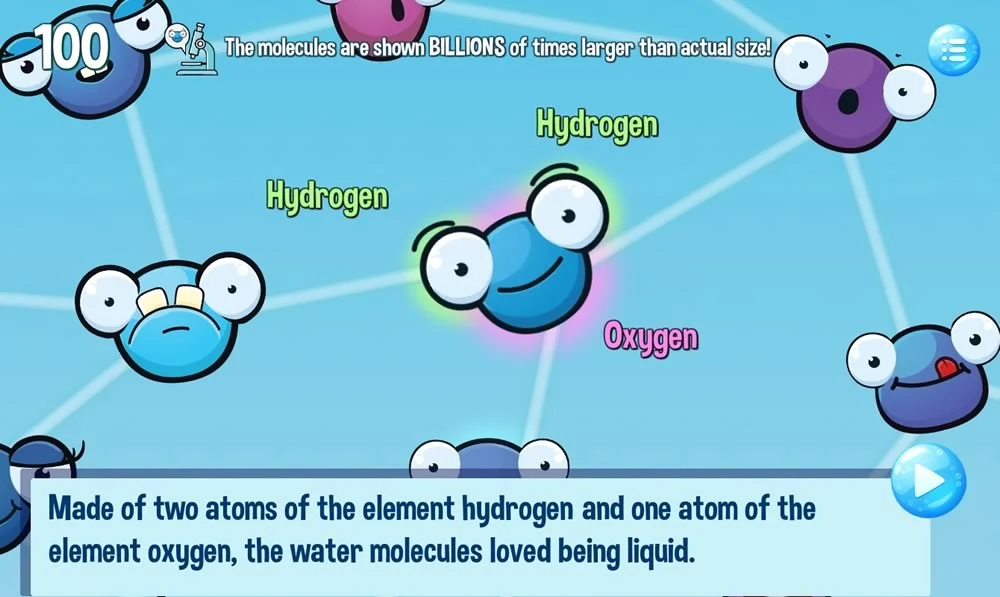 100
The molecules are shown BILLIONS of times larger than actual size!
Hydrogen
Hydrogen
Oxygen
Made of two atoms of the element hydrogen and one atom of the
element oxygen, the water molecules loved being liquid.